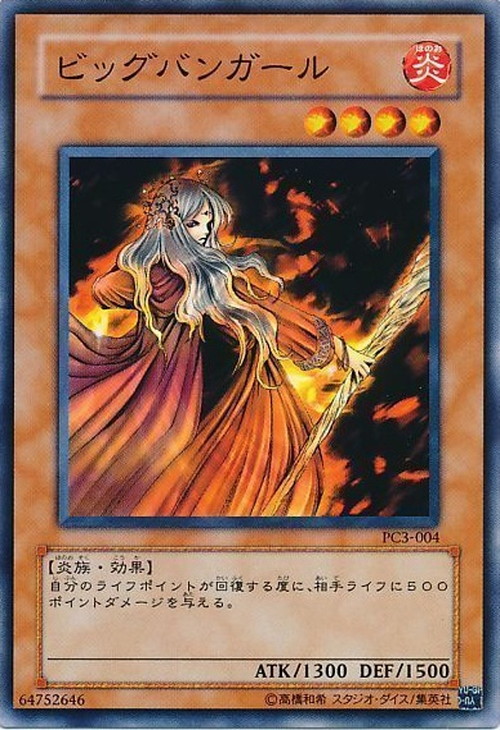 ビッグバンガール
ほのお
炎
PC3-004
【炎族・効果】
自分のライフポイントが回復する度に、相手ライフに５００
ポイントダメージを与える。
ATK/1300 DEF/1500
64752646
©高橋和希 スタジオ・ダイス/集英社